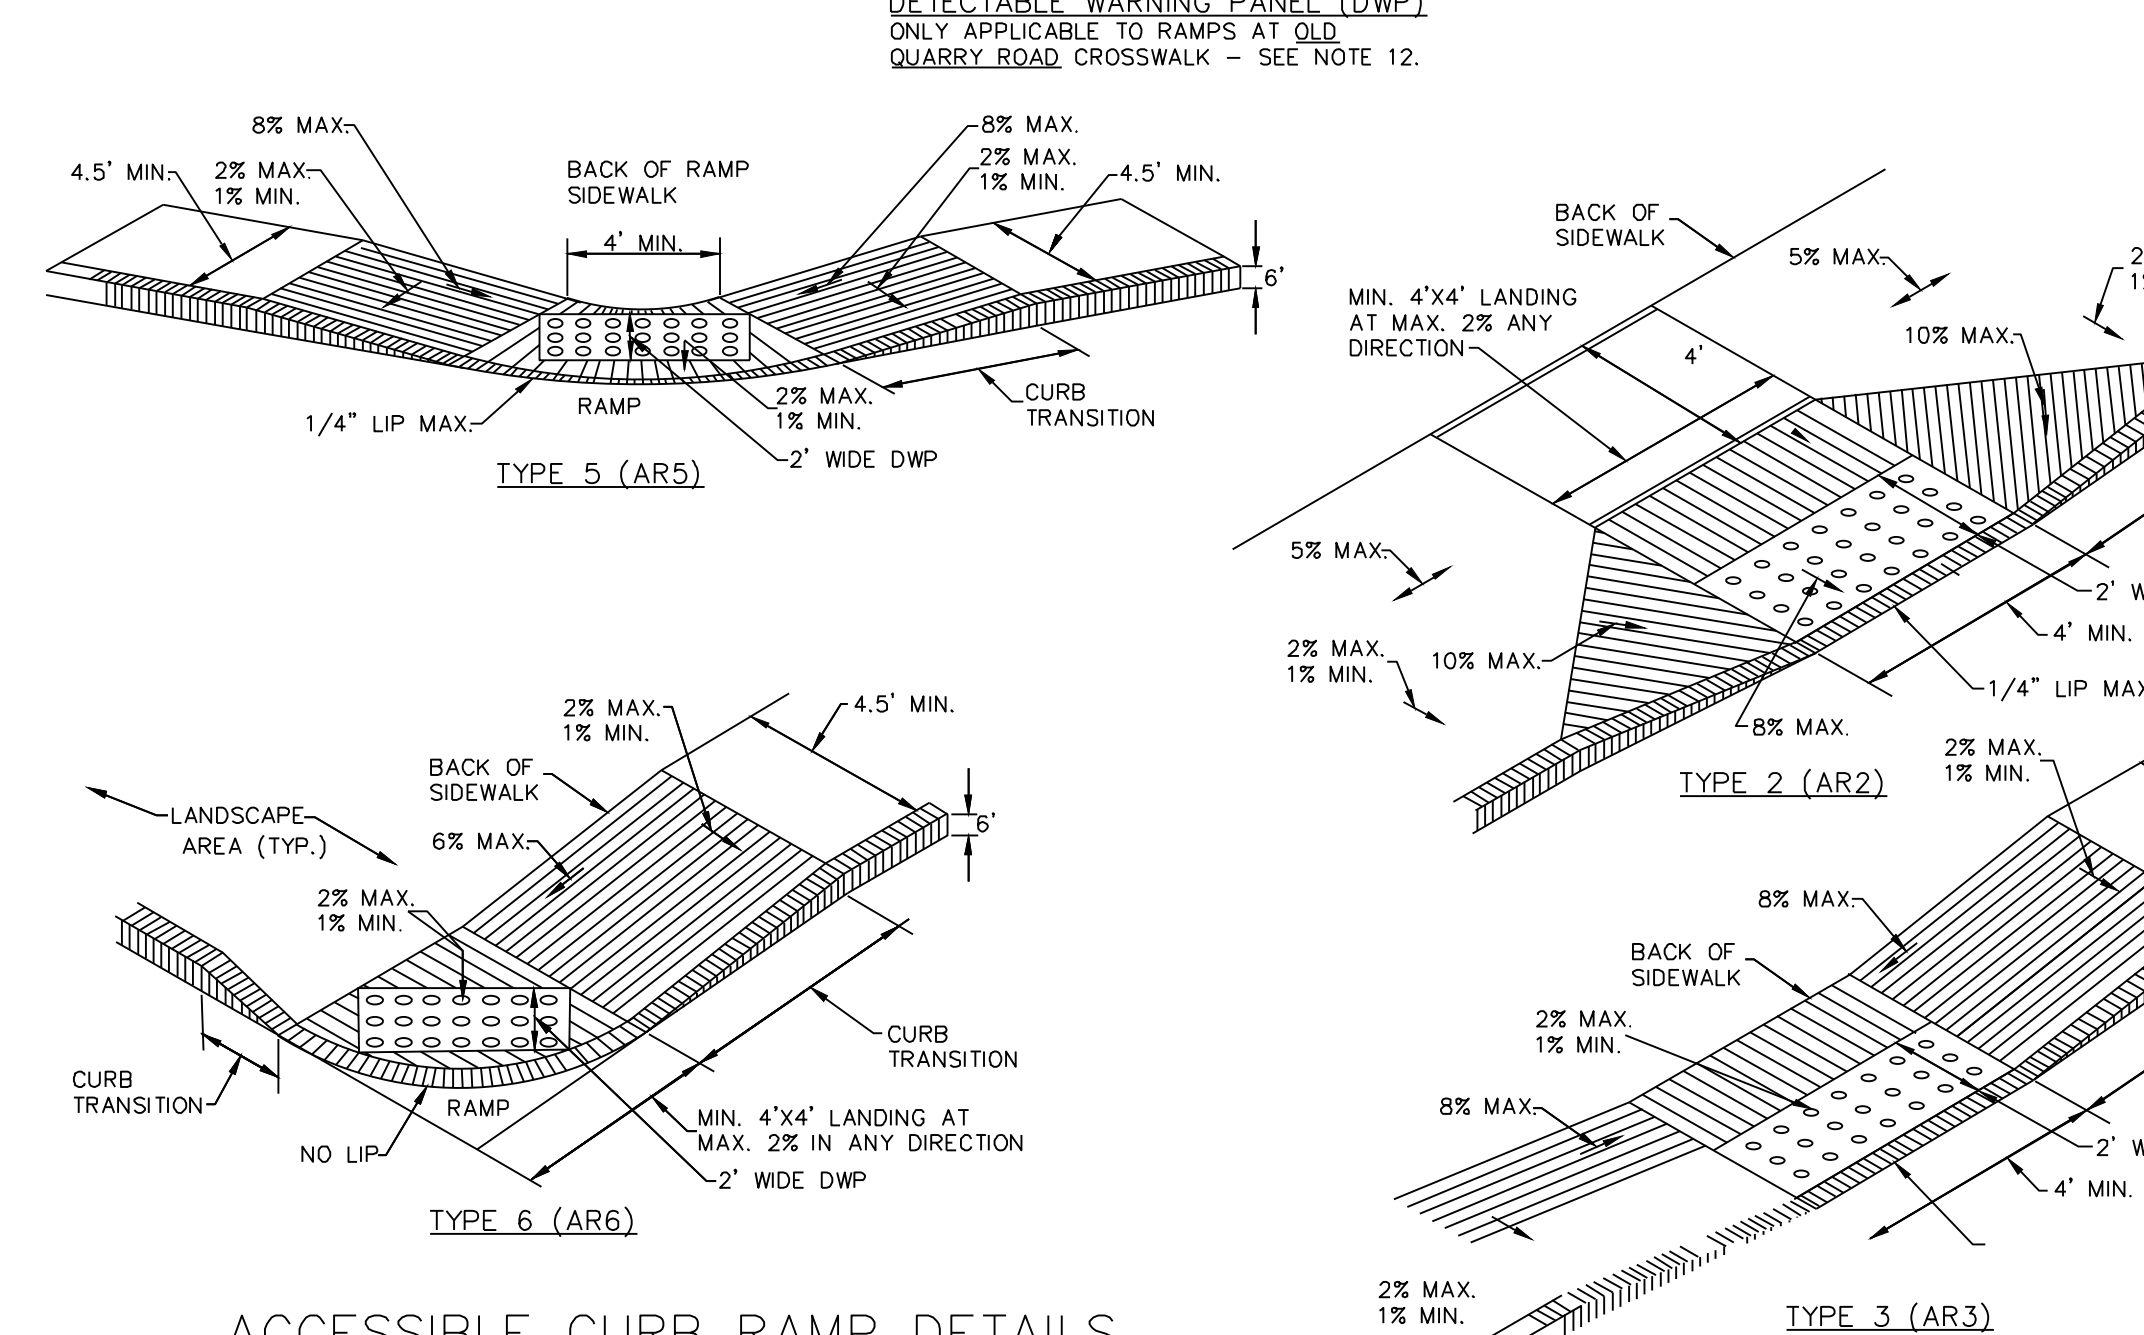 DETECTABLE WARNING PANEL (DWP)
ONLY APPLICABLE TO RAMPS AT OLD
QUARRY ROAD CROSSWALK – SEE NOTE 12.
8% MAX.
4.5' MIN.
2% MAX.
1% MIN.
BACK OF RAMP
SIDEWALK
4' MIN.
8% MAX.
2% MAX.
1% MIN.
4.5' MIN.
6'
1/4" LIP MAX.
RAMP
2% MAX.
1% MIN.
2' WIDE DWP
CURB
TRANSITION
TYPE 5 (AR5)
BACK OF
SIDEWALK
5% MAX.
MIN. 4'X4' LANDING
AT MAX. 2% ANY
DIRECTION
4'
10% MAX.
5% MAX.
2% MAX.
1% MIN.
10% MAX.
8% MAX.
2' W
4' MIN.
1/4" LIP MAX
TYPE 2 (AR2)
2% MAX.
1% MIN.
4.5' MIN.
BACK OF
SIDEWALK
LANDSCAPE
AREA (TYP.)
6% MAX.
6'
2% MAX.
1% MIN.
CURB
TRANSITION
CURB
TRANSITION
RAMP
NO LIP
MIN. 4'X4' LANDING AT
MAX. 2% IN ANY DIRECTION
2' WIDE DWP
TYPE 6 (AR6)
2% MAX.
1% MIN.
8% MAX.
BACK OF
SIDEWALK
2% MAX.
1% MIN.
8% MAX.
2' W
4' MIN.
2% MAX.
1% MIN.
TYPE 3 (AR3)
ACCESSIBLE CURB RAMP DETAILS